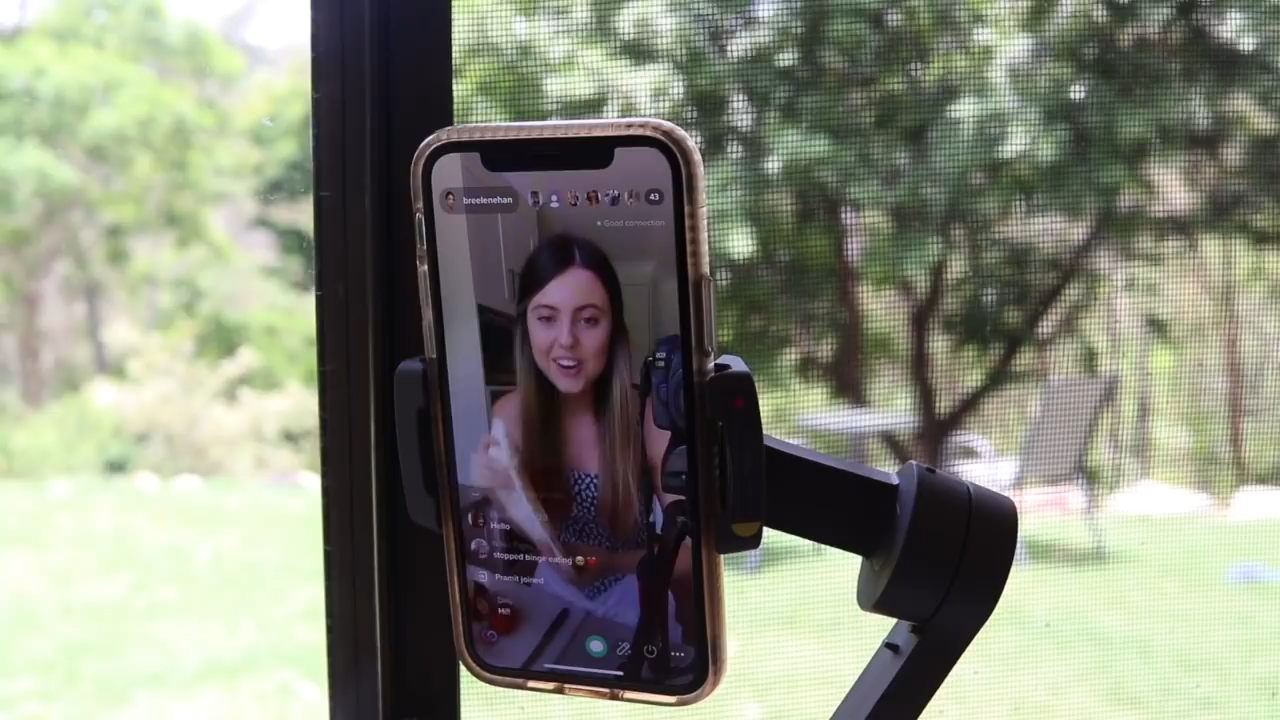 breelenehan
43
Good connection
Hello
stopped binge eating 🥺❤️
Pramit joined
Hi!!